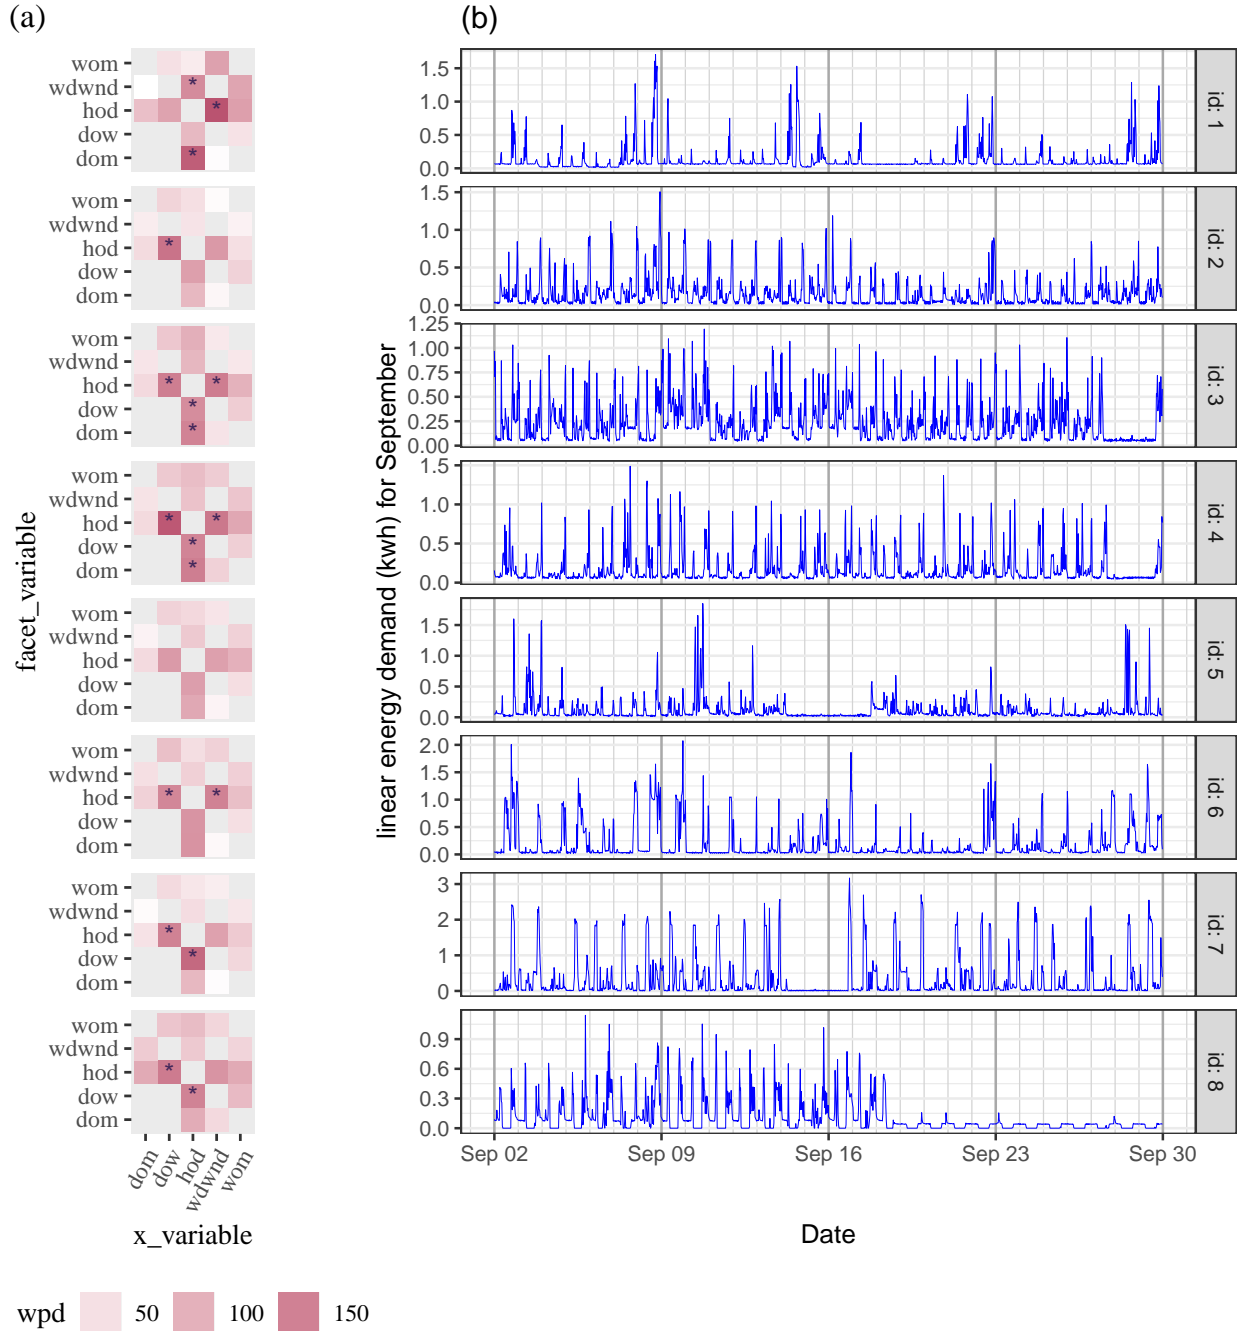 (a)
(b)
facet_variable
wom
wdwnd
hod
dow
dom
*
*
*
wom
wdwnd
hod
dow
dom
*
wom
wdwnd
hod
dow
dom
* *
*
*
wom
wdwnd
hod
dow
dom
* *
*
*
wom
wdwnd
hod
dow
dom
wom
wdwnd
hod
dow
dom
* *
wom
wdwnd
hod
dow
dom
*
*
wom
wdwnd
hod
dow
dom
*
*
dom
dow
hod
wdwnd
wom
x_variable
wpd 50 100 150
linear energy demand (kwh) for September
1.5
1.0
0.5
0.0
id: 1
1.5
1.0
0.5
0.0
id: 2
1.25
1.00
0.75
0.50
0.25
0.00
id: 3
1.5
1.0
0.5
0.0
id: 4
1.5
1.0
0.5
0.0
id: 5
2.0
1.5
1.0
0.5
0.0
id: 6
3
2
1
0
id: 7
0.9
0.6
0.3
0.0
id: 8
Sep 02 Sep 09 Sep 16 Sep 23 Sep 30
Date